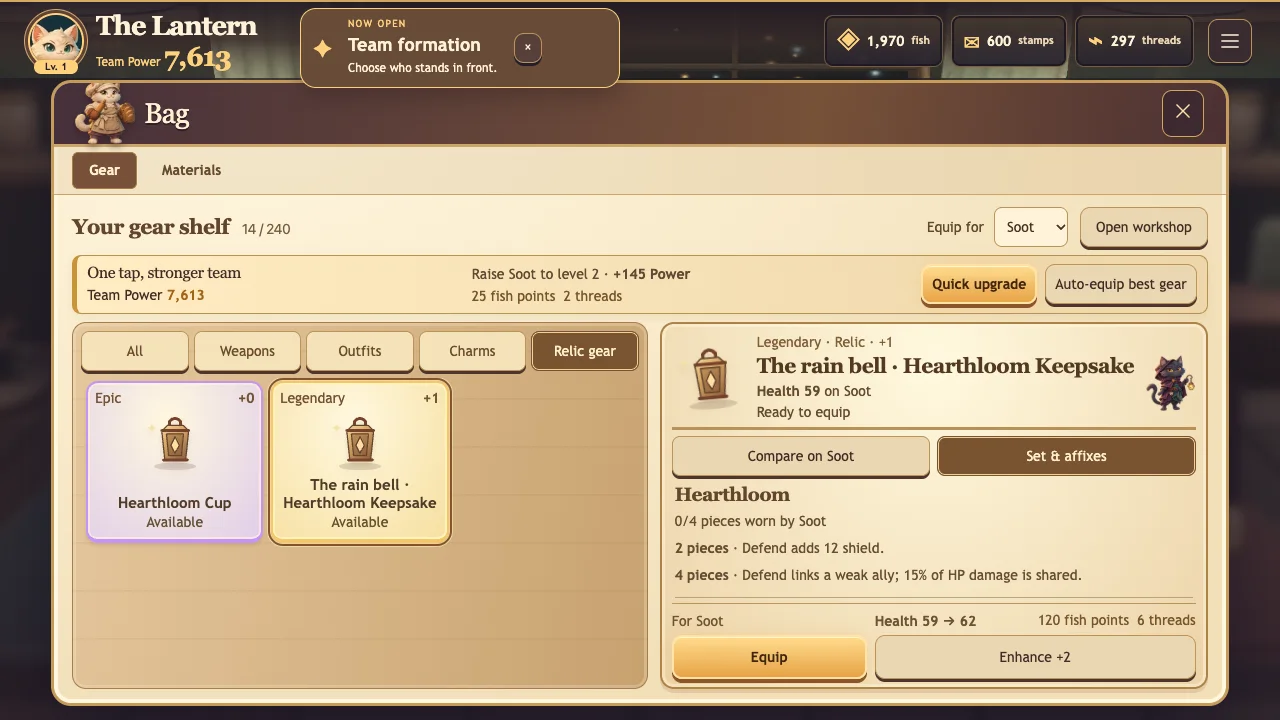 The Lantern
Lv. 1
Team Power 7,613
NOW OPEN
Team formation
Choose who stands in front.
×
1,970 fish
600 stamps
297 threads
Bag
Gear
Materials
Your gear shelf 14 / 240
Equip for
Soot
Open workshop
One tap, stronger team
Team Power 7,613
Raise Soot to level 2 · +145 Power
25 fish points 2 threads
Quick upgrade
Auto-equip best gear
All
Weapons
Outfits
Charms
Relic gear
Epic +0
Hearthloom Cup
Available
Legendary +1
The rain bell ·
Hearthloom Keepsake
Available
Legendary · Relic · +1
The rain bell · Hearthloom Keepsake
Health 59 on Soot
Ready to equip
Compare on Soot
Set & affixes
Hearthloom
0/4 pieces worn by Soot
2 pieces · Defend adds 12 shield.
4 pieces · Defend links a weak ally; 15% of HP damage is shared.
For Soot
Health 59 → 62
120 fish points 6 threads
Equip
Enhance +2